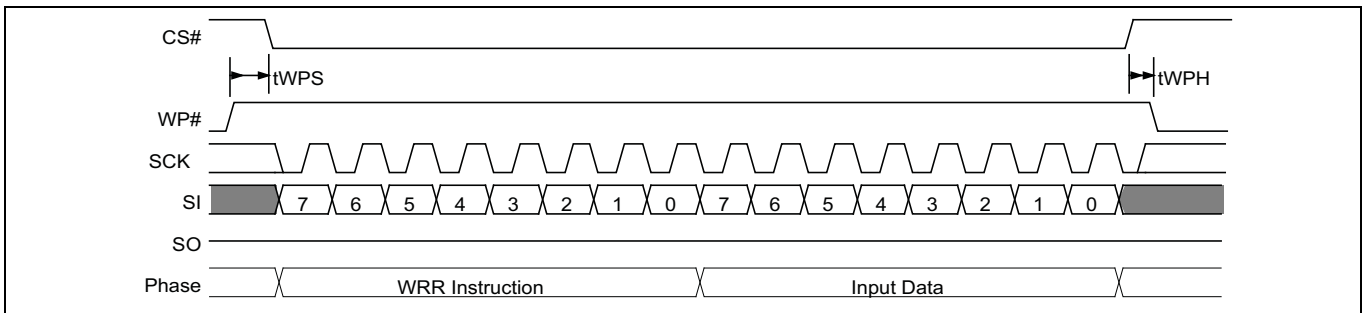 CS#
tWPS
tWPH
WP#
SCK
SI 7 6 5 4 3 2 1 0 7 6 5 4 3 2 1 0
SO
Phase WRR Instruction Input Data